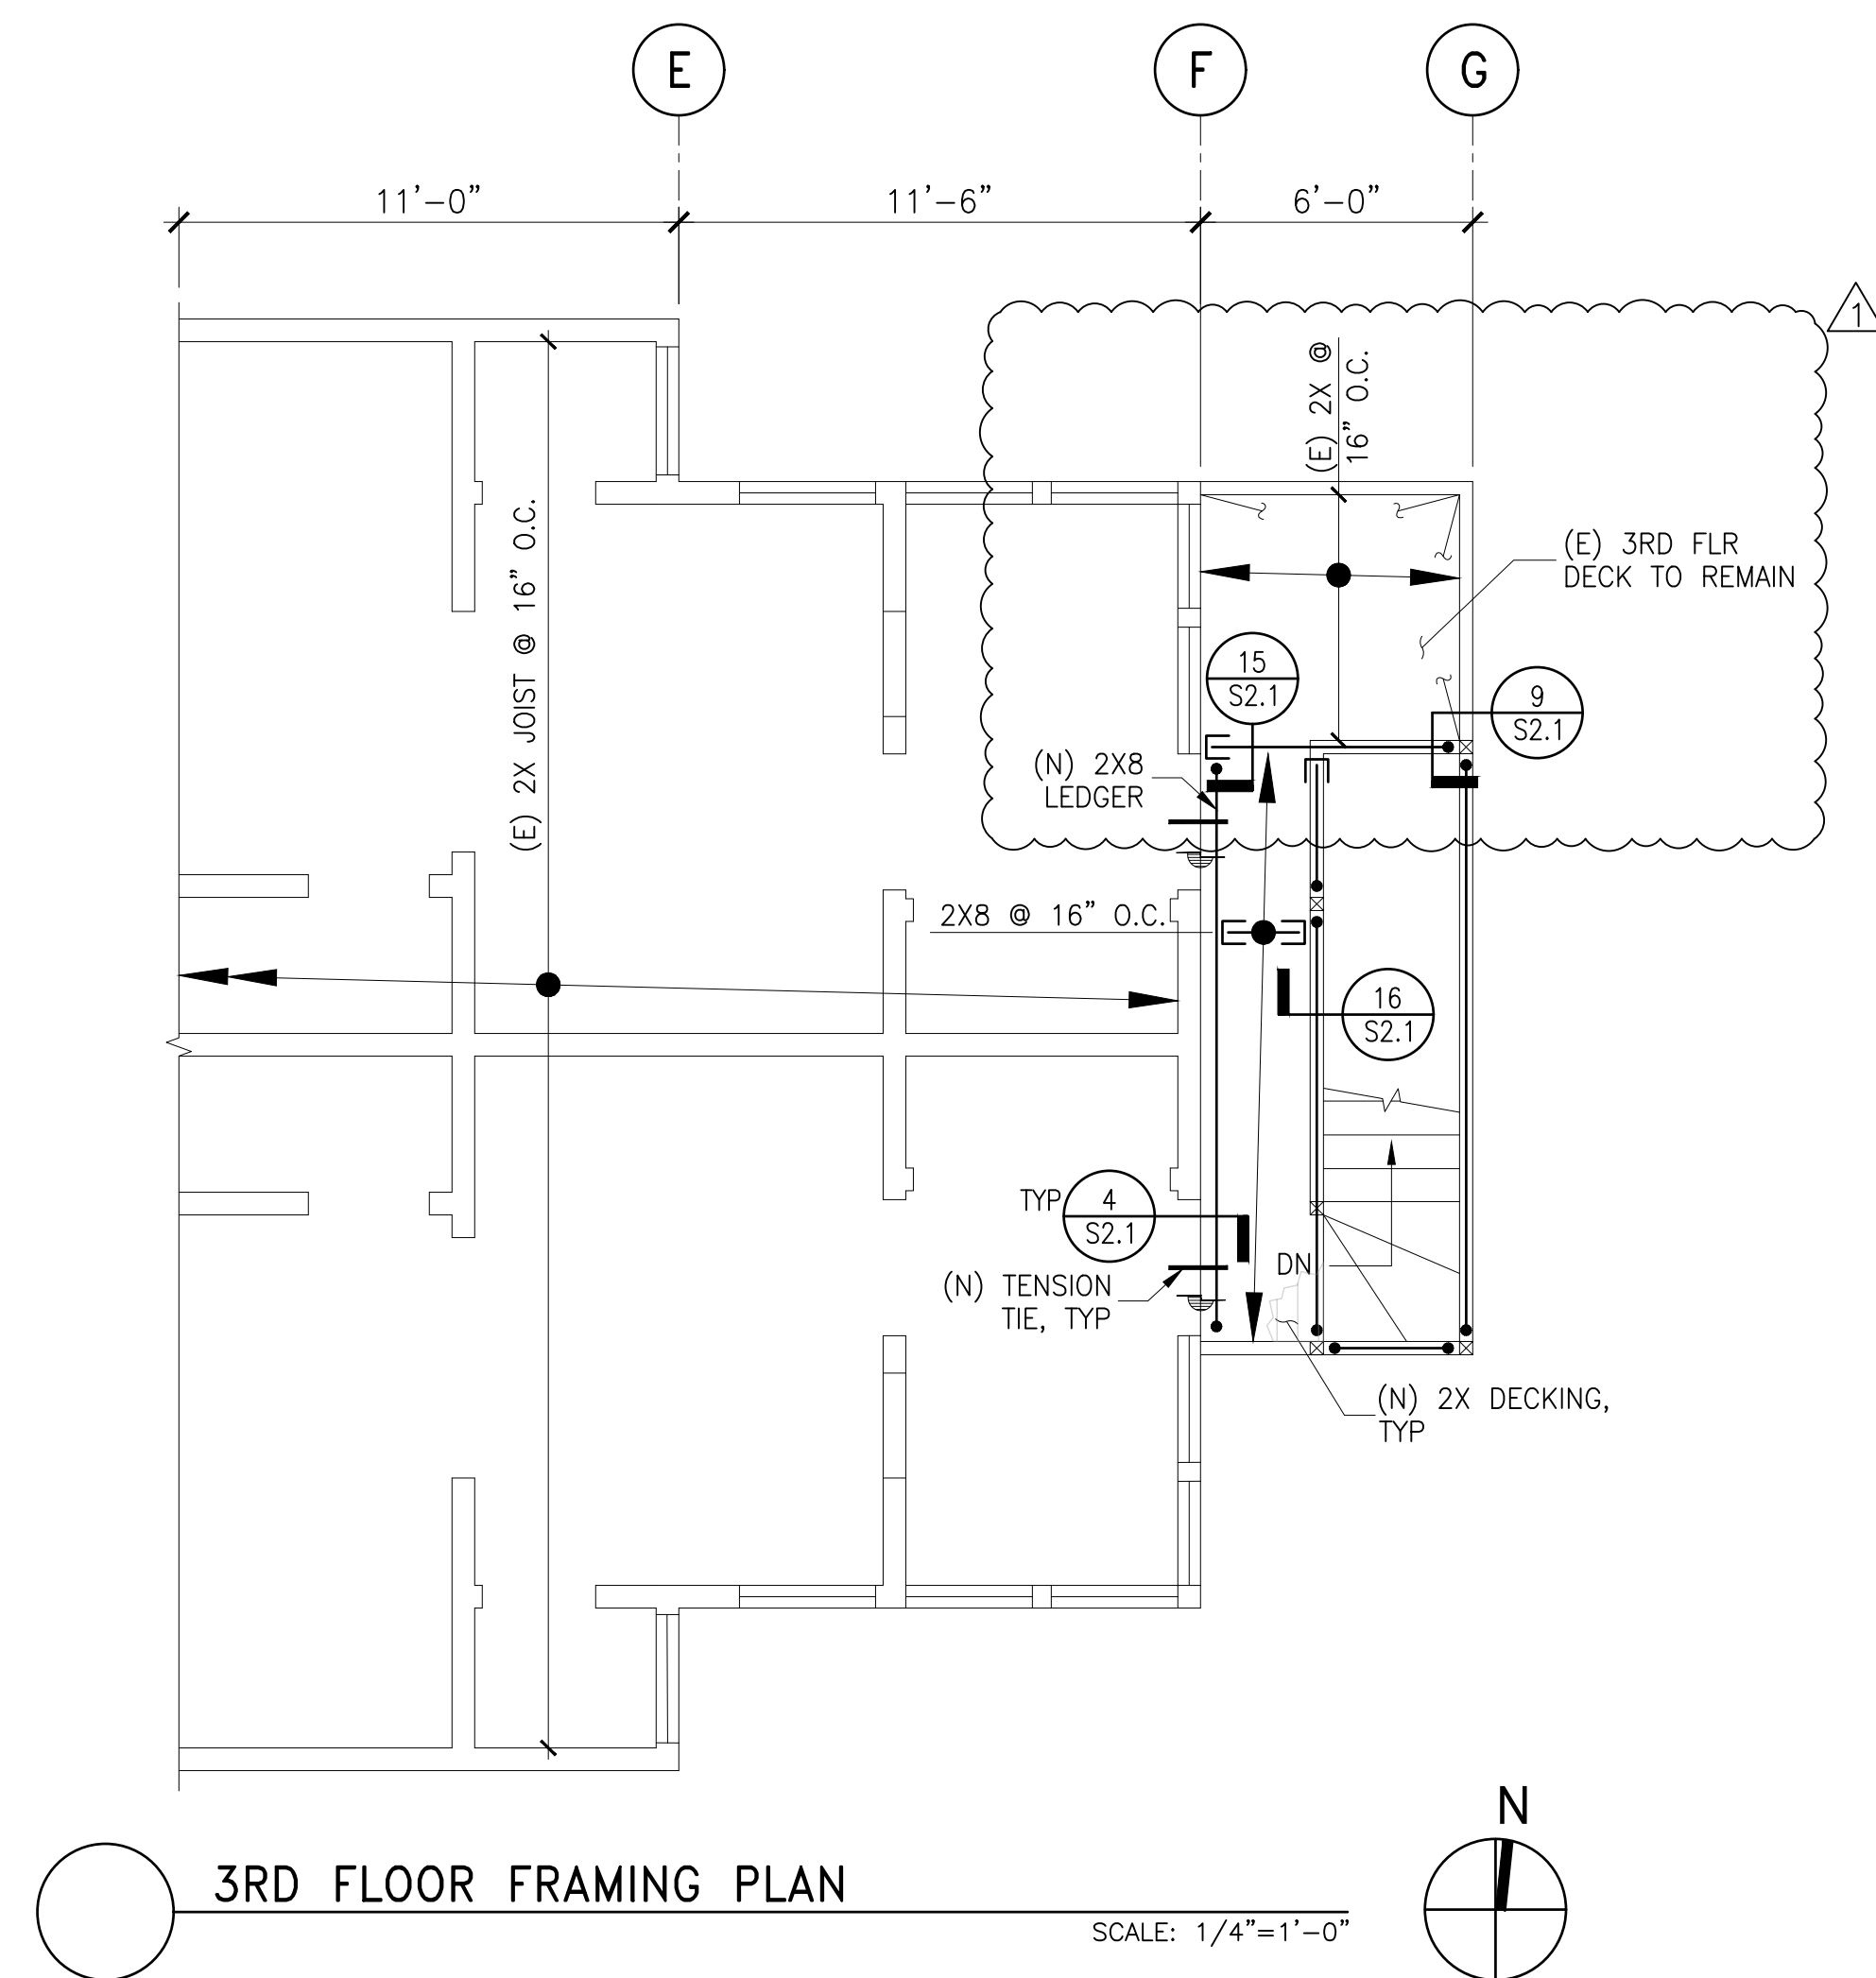 E
F
G
11'-0"
11'-6"
6'-0"
1
(E) 2X @
16" O.C.
(E) 2X JOIST @ 16" O.C.
(E) 3RD FLR
DECK TO REMAIN
15
S2.1
9
S2.1
(N) 2X8
LEDGER
2X8 @ 16" O.C.
16
S2.1
TYP
4
S2.1
DN
(N) TENSION
TIE, TYP
(N) 2X DECKING,
TYP
N
3RD FLOOR FRAMING PLAN
SCALE: 1/4"=1'-0"